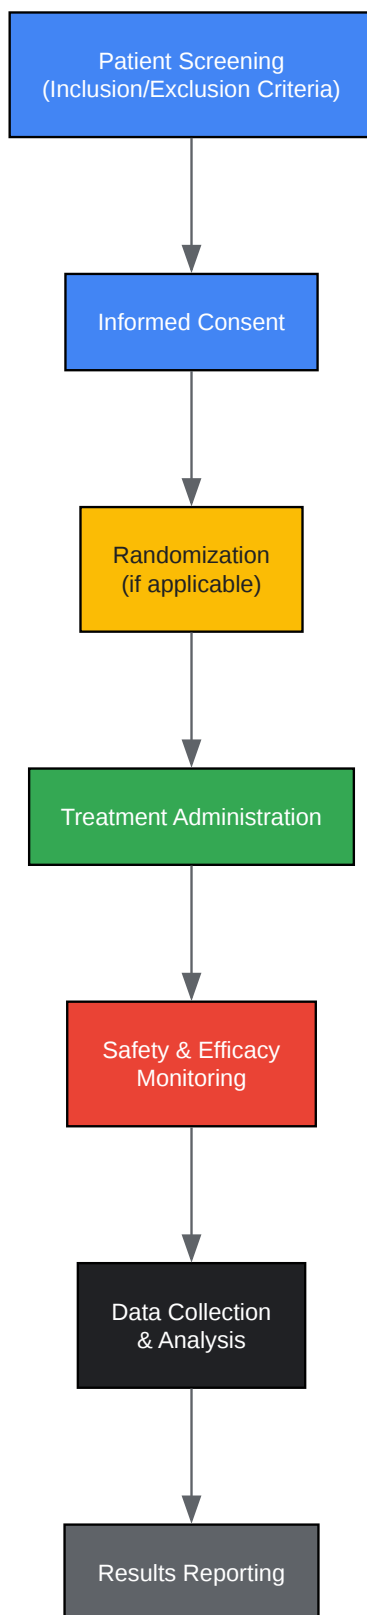 Patient Screening
(Inclusion/Exclusion Criteria)
Informed Consent
Randomization
(if applicable)
Treatment Administration
Safety & Efficacy
Monitoring
Data Collection
& Analysis
Results Reporting